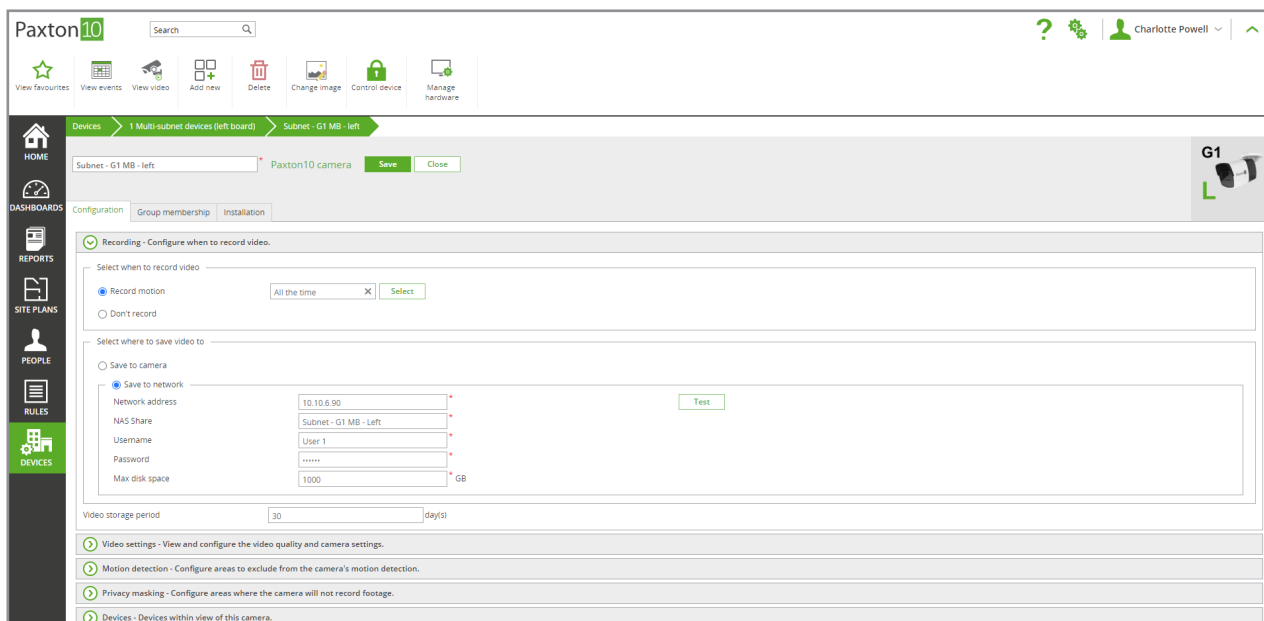 Paxton10
Search
Charlotte Powell
View favourites
View events
View video
Add new
Delete
Change image
Control device
Manage
hardware
Devices
1 Multi-subnet devices (left board)
Subnet - G1 MB - left
HOME
DASHBOARDS
REPORTS
SITE PLANS
PEOPLE
RULES
DEVICES
Subnet - G1 MB - left * Paxton10 camera Save Close
G1
L
Configuration Group membership Installation
Recording - Configure when to record video.
Select when to record video
Record motion All the time X Select
Don't record
Select where to save video to
Save to camera
Save to network
Network address 10.10.6.90 * Test
NAS Share Subnet - G1 MB - Left *
Username User 1 *
Password •••••• *
Max disk space 1000 * GB
Video storage period 30 day(s)
Video settings - View and configure the video quality and camera settings.
Motion detection - Configure areas to exclude from the camera's motion detection.
Privacy masking - Configure areas where the camera will not record footage.
Devices - Devices within view of this camera.